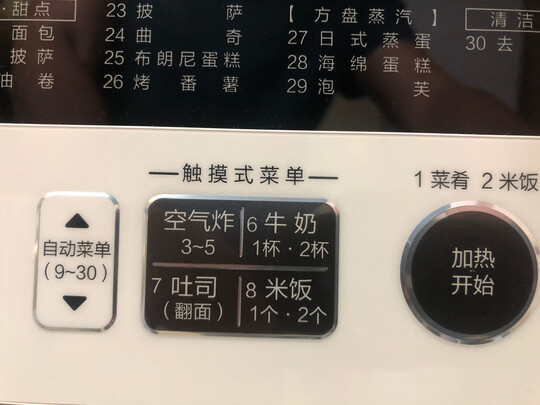 ·甜点
面包
披萨
油卷
23 披萨
24 曲奇
25 布朗尼蛋糕
26 烤番薯
【方盘蒸汽】
27 日式蒸蛋
28 海绵蛋糕
29 泡芙
清洁
30 去
触摸式菜单
1 菜肴 2 米饭
自动菜单
(9~30)
空气炸
3~5
6 牛奶
1杯·2杯
7 吐司
(翻面)
8 米饭
1个·2个
加热
开始